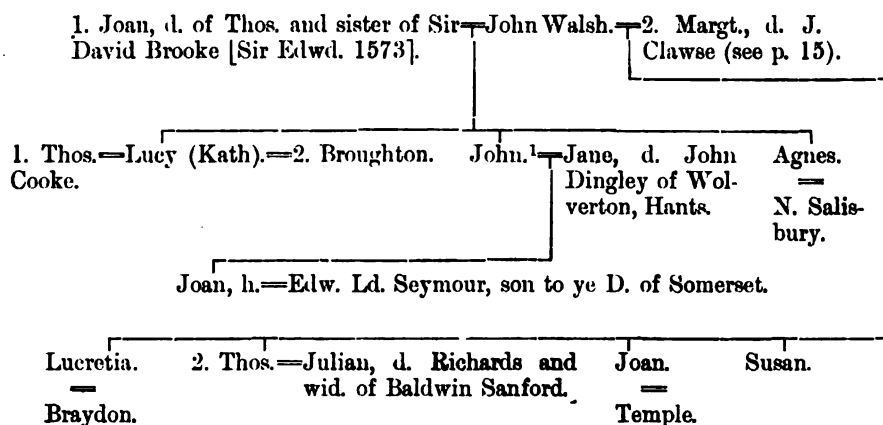 1. Joan, d. of Thos. and sister of Sir=John Walsh.=2. Margt., d. J.
David Brooke [Sir Edwd. 1573]. Clawse (see p. 15).
1. Thos.=Lucy (Kath).=2. Broughton. John.¹=Jane, d. John Agnes.
Cooke. Dingley of Wol- =
verton, Hants. N. Salis-
bury.
Joan, h.=Edw. Ld. Seymour, son to ye D. of Somerset.
Lucretia. 2. Thos.=Julian, d. Richards and Joan. Susan.
= wid. of Baldwin Sanford. =
Braydon. Temple.